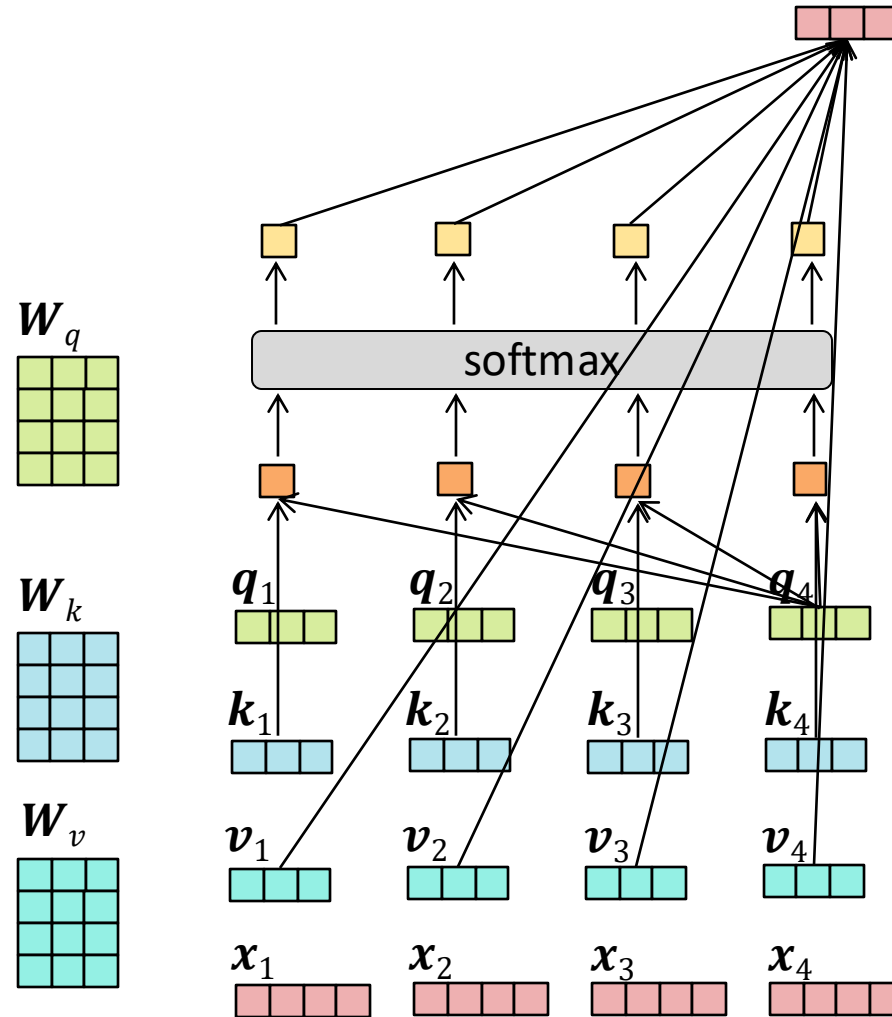 W_q
softmax
W_k
q_1 q_2 q_3 q_4
k_1 k_2 k_3 k_4
W_v
v_1 v_2 v_3 v_4
x_1 x_2 x_3 x_4